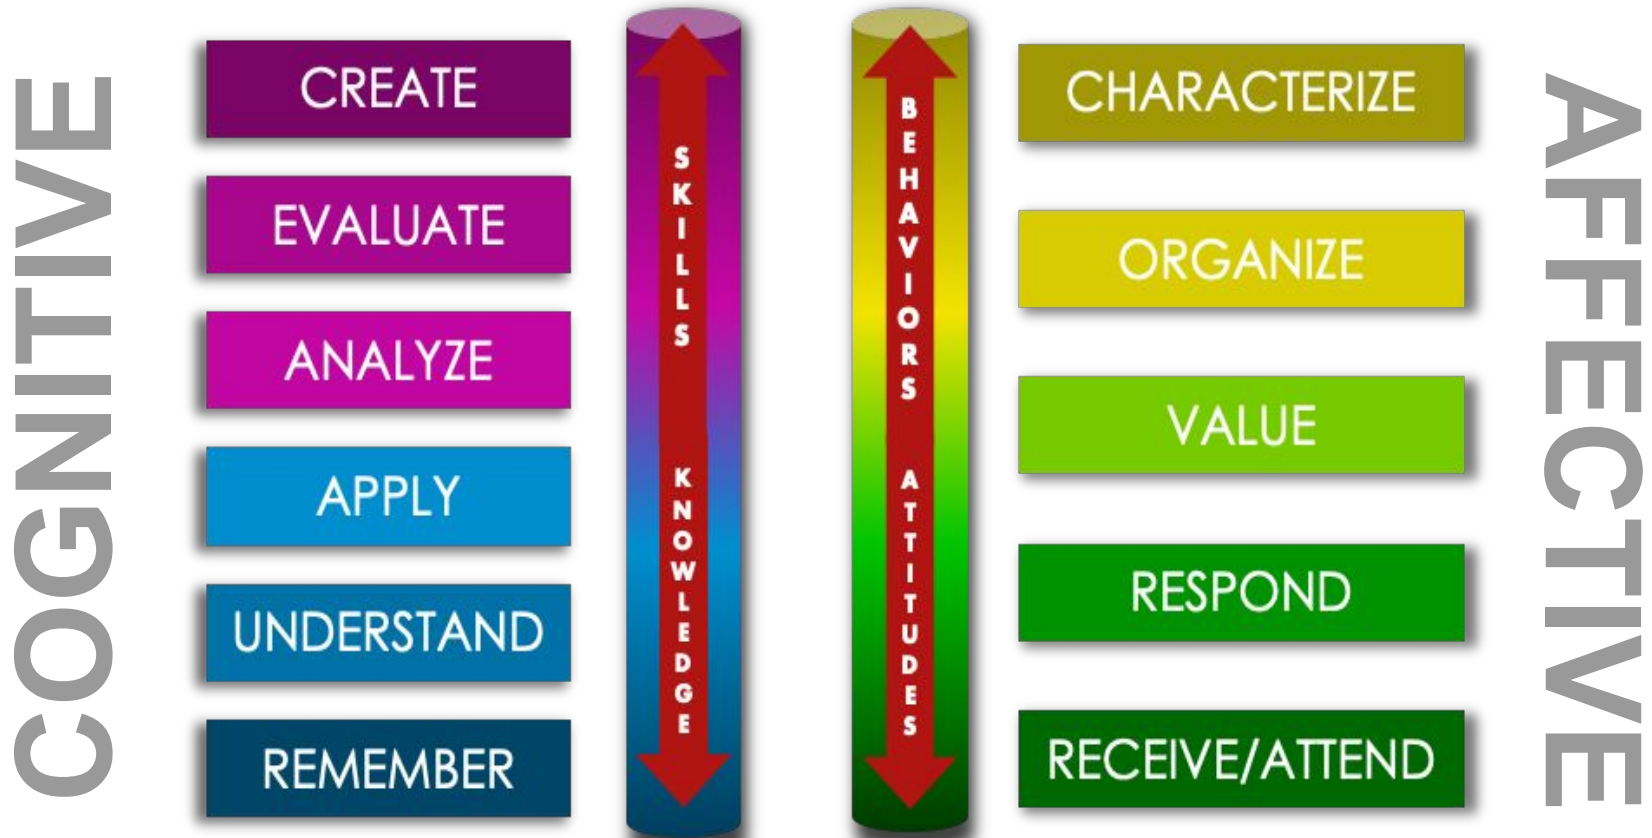 COGNITIVE
CREATE
EVALUATE
ANALYZE
APPLY
UNDERSTAND
REMEMBER
SKILLS
KNOWLEDGE
BEHAVIORS
ATTITUDES
CHARACTERIZE
ORGANIZE
VALUE
RESPOND
RECEIVE/ATTEND
AFFECTIVE